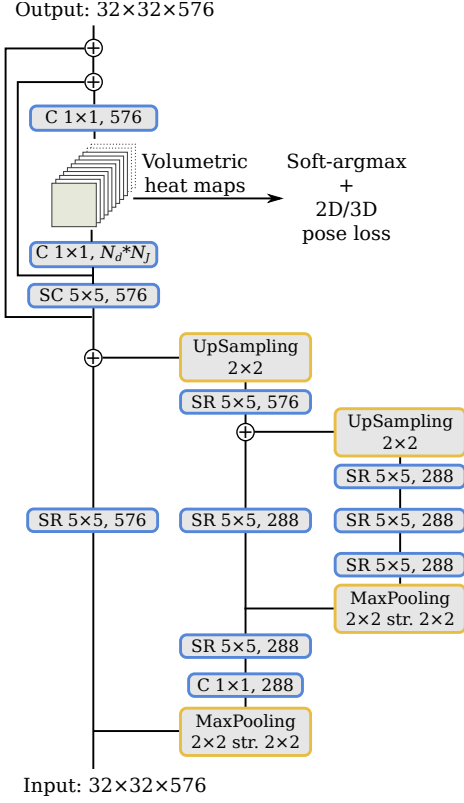 Output: 32×32×576
C 1×1, 576
Volumetric
heat maps
Soft-argmax
+
2D/3D
pose loss
C 1×1, N_d*N_J
SC 5×5, 576
UpSampling
2×2
SR 5×5, 576
UpSampling
2×2
SR 5×5, 288
SR 5×5, 576
SR 5×5, 288
SR 5×5, 288
SR 5×5, 288
MaxPooling
2×2 str. 2×2
SR 5×5, 288
C 1×1, 288
MaxPooling
2×2 str. 2×2
Input: 32×32×576